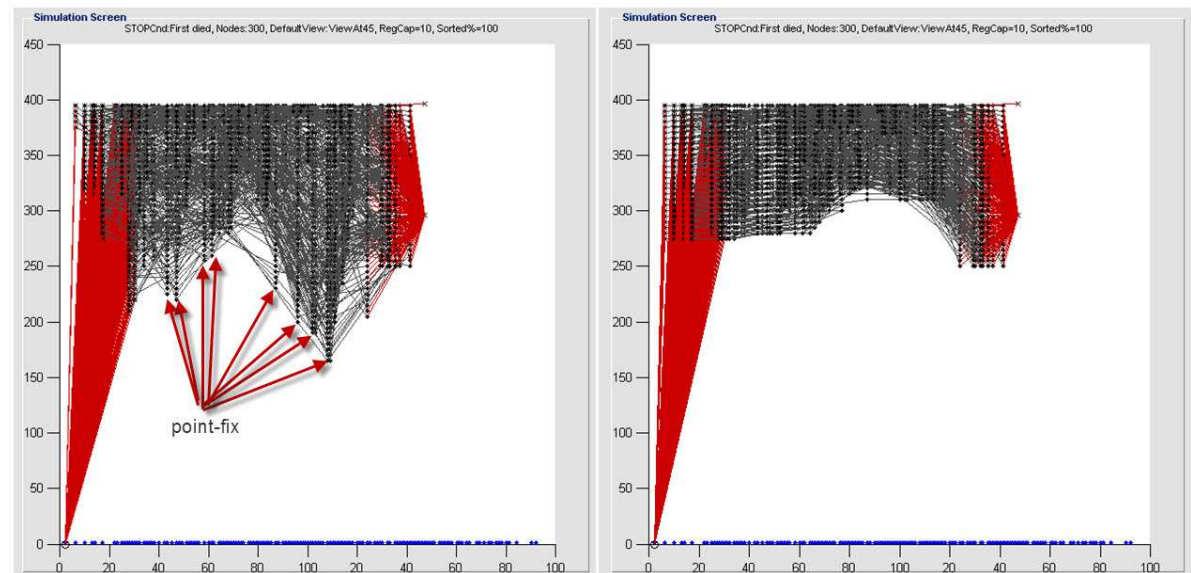 Simulation Screen
STOPCnd:First died, Nodes:300, DefaultView:ViewAt45, RegCap=10, Sorted%=100
450
400
350
300
250
200
150
100
50
0
point-fix
0 20 40 60 80 100 20 40 60 80 100
Simulation Screen
STOPCnd:First died, Nodes:300, DefaultView:ViewAt45, RegCap=10, Sorted%=100
450
400
350
300
250
200
150
100
50
0
0 20 40 60 80 100 20 40 60 80 100